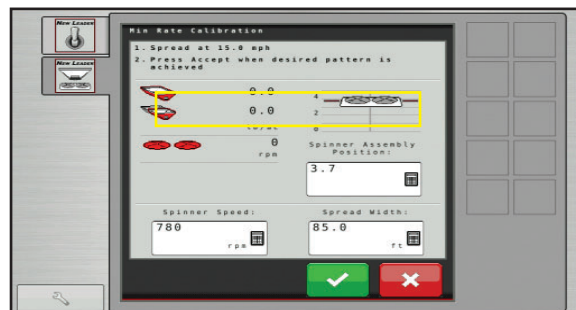 New Leader
New Leader
Min Rate Calibration
1. Spread at 15.0 mph
2. Press Accept when desired pattern is
achieved
0.0
0.0
4
2
0
0
rpm
Spinner Assembly
Position:
3.7
Spinner Speed:
780
rpm
Spread Width:
85.0
ft